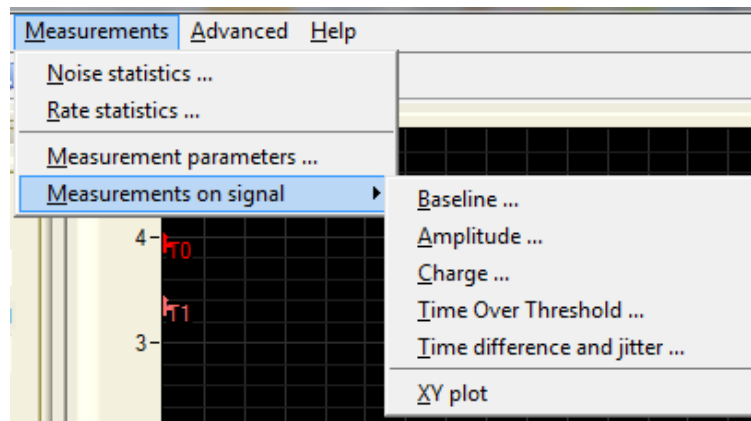 Measurements Advanced Help
Noise statistics ...
Rate statistics ...
Measurement parameters ...
Measurements on signal
Baseline ...
Amplitude ...
Charge ...
Time Over Threshold ...
Time difference and jitter ...
XY plot
4
T0
T1
3